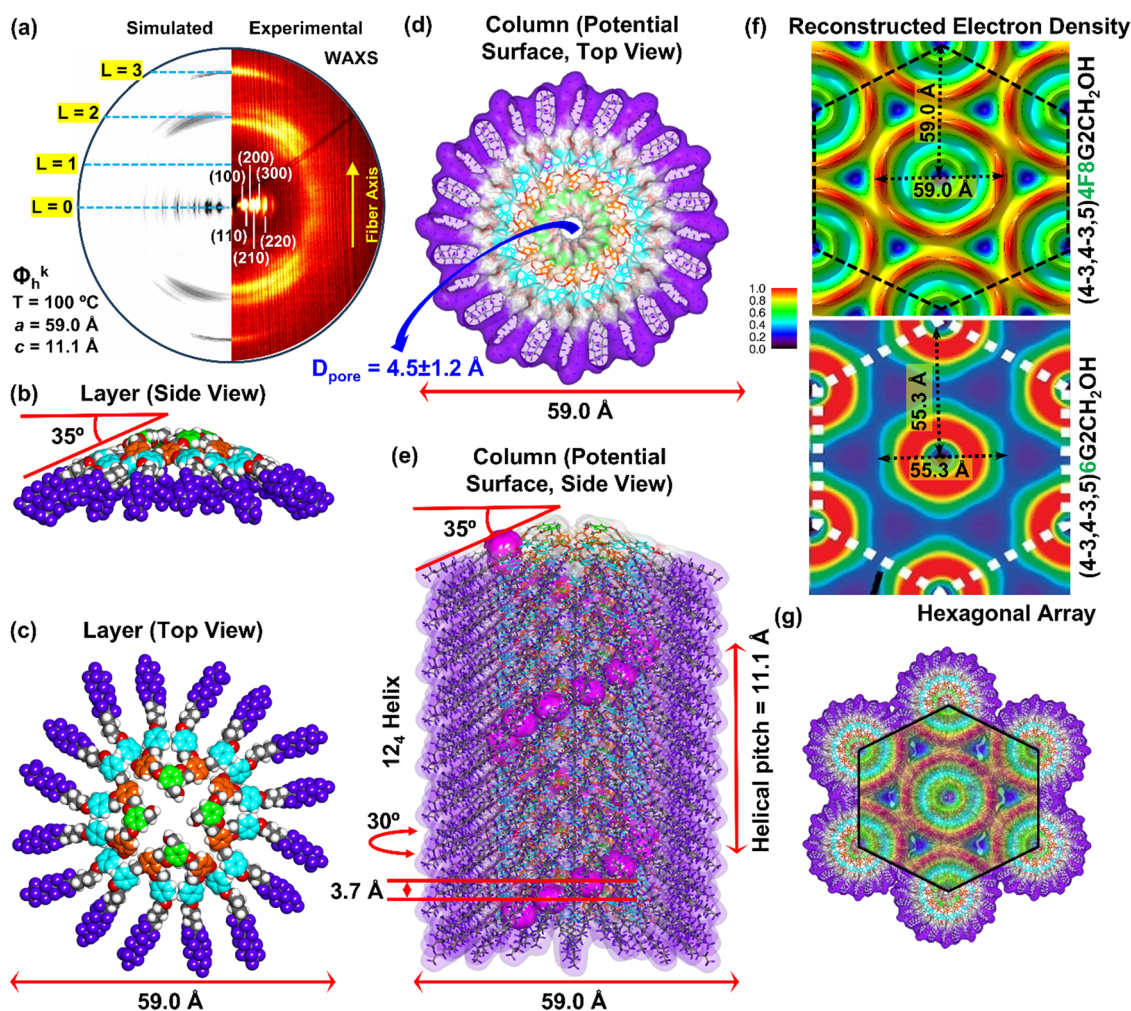 (a)
Simulated
Experimental
WAXS
L = 3
L = 2
L = 1
L = 0
(200)
(100)
(300)
(110)
(220)
(210)
Fiber Axis
Φhk
T = 100 ºC
a = 59.0 Å
c = 11.1 Å
(b)
Layer (Side View)
35º
(c)
Layer (Top View)
59.0 Å
(d)
Column (Potential
Surface, Top View)
Dpore = 4.5±1.2 Å
59.0 Å
(e)
Column (Potential
Surface, Side View)
35º
124 Helix
30º
3.7 Å
Helical pitch = 11.1 Å
59.0 Å
(f)
Reconstructed Electron Density
59.0 Å
59.0 Å
(4-3,4-3,5)4F8G2CH2OH
1.0
0.8
0.6
0.4
0.2
0.0
55.3 Å
55.3 Å
(4-3,4-3,5)6G2CH2OH
(g)
Hexagonal Array